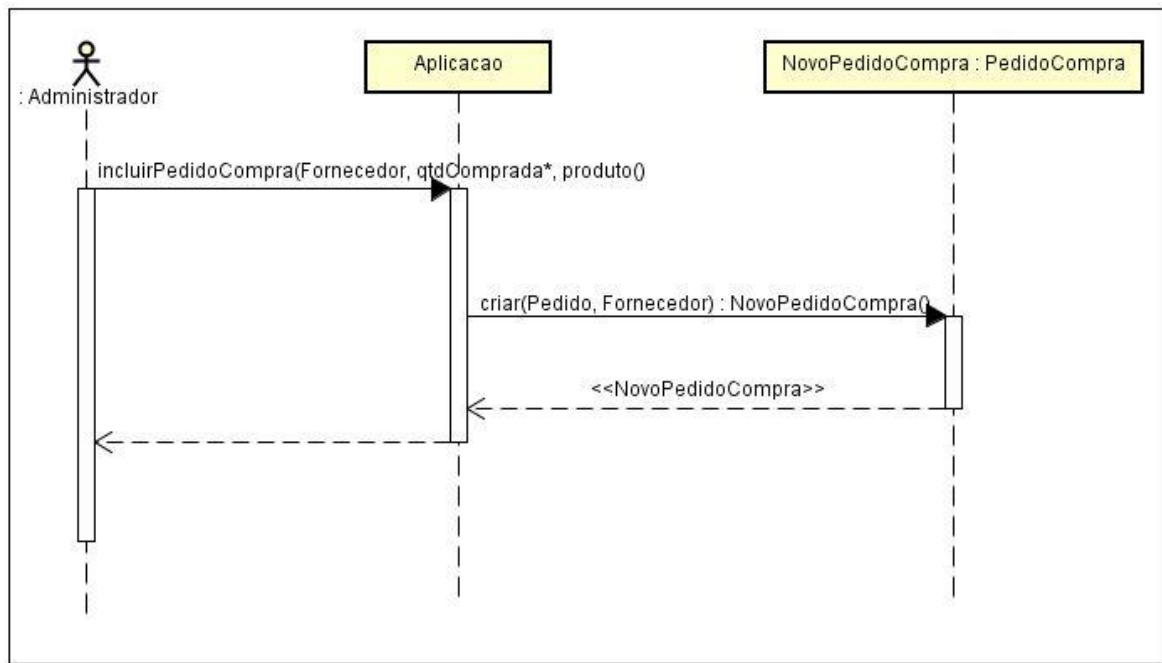 : Administrador
Aplicacao
NovoPedidoCompra : PedidoCompra
incluirPedidoCompra(Fornecedor, qtdComprada*, produto()
criar(Pedido, Fornecedor) : NovoPedidoCompra()
<<NovoPedidoCompra>>